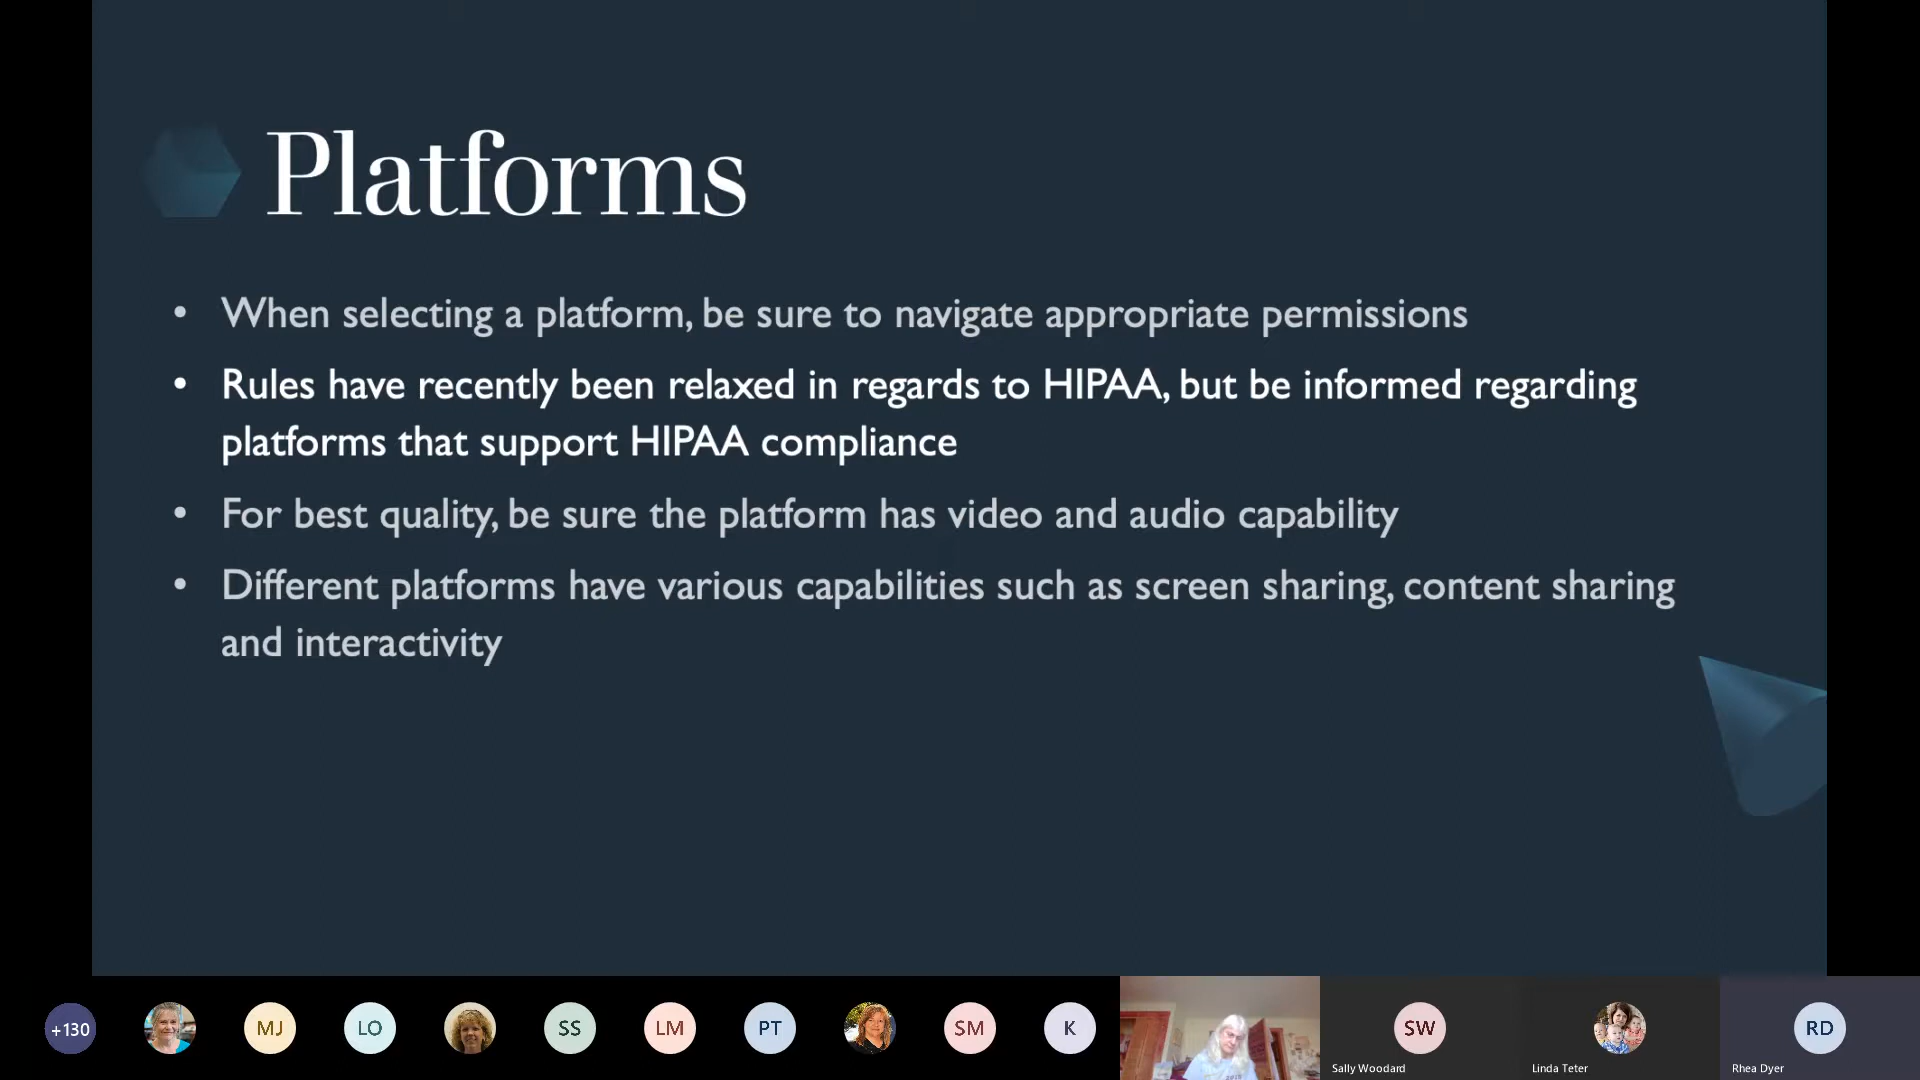 Platforms
• When selecting a platform, be sure to navigate appropriate permissions
• Rules have recently been relaxed in regards to HIPAA, but be informed regarding
platforms that support HIPAA compliance
• For best quality, be sure the platform has video and audio capability
• Different platforms have various capabilities such as screen sharing, content sharing
and interactivity
+130
MJ
LO
SS
LM
PT
SM
K
SW
RD
Sally Woodard
Linda Teter
Rhea Dyer